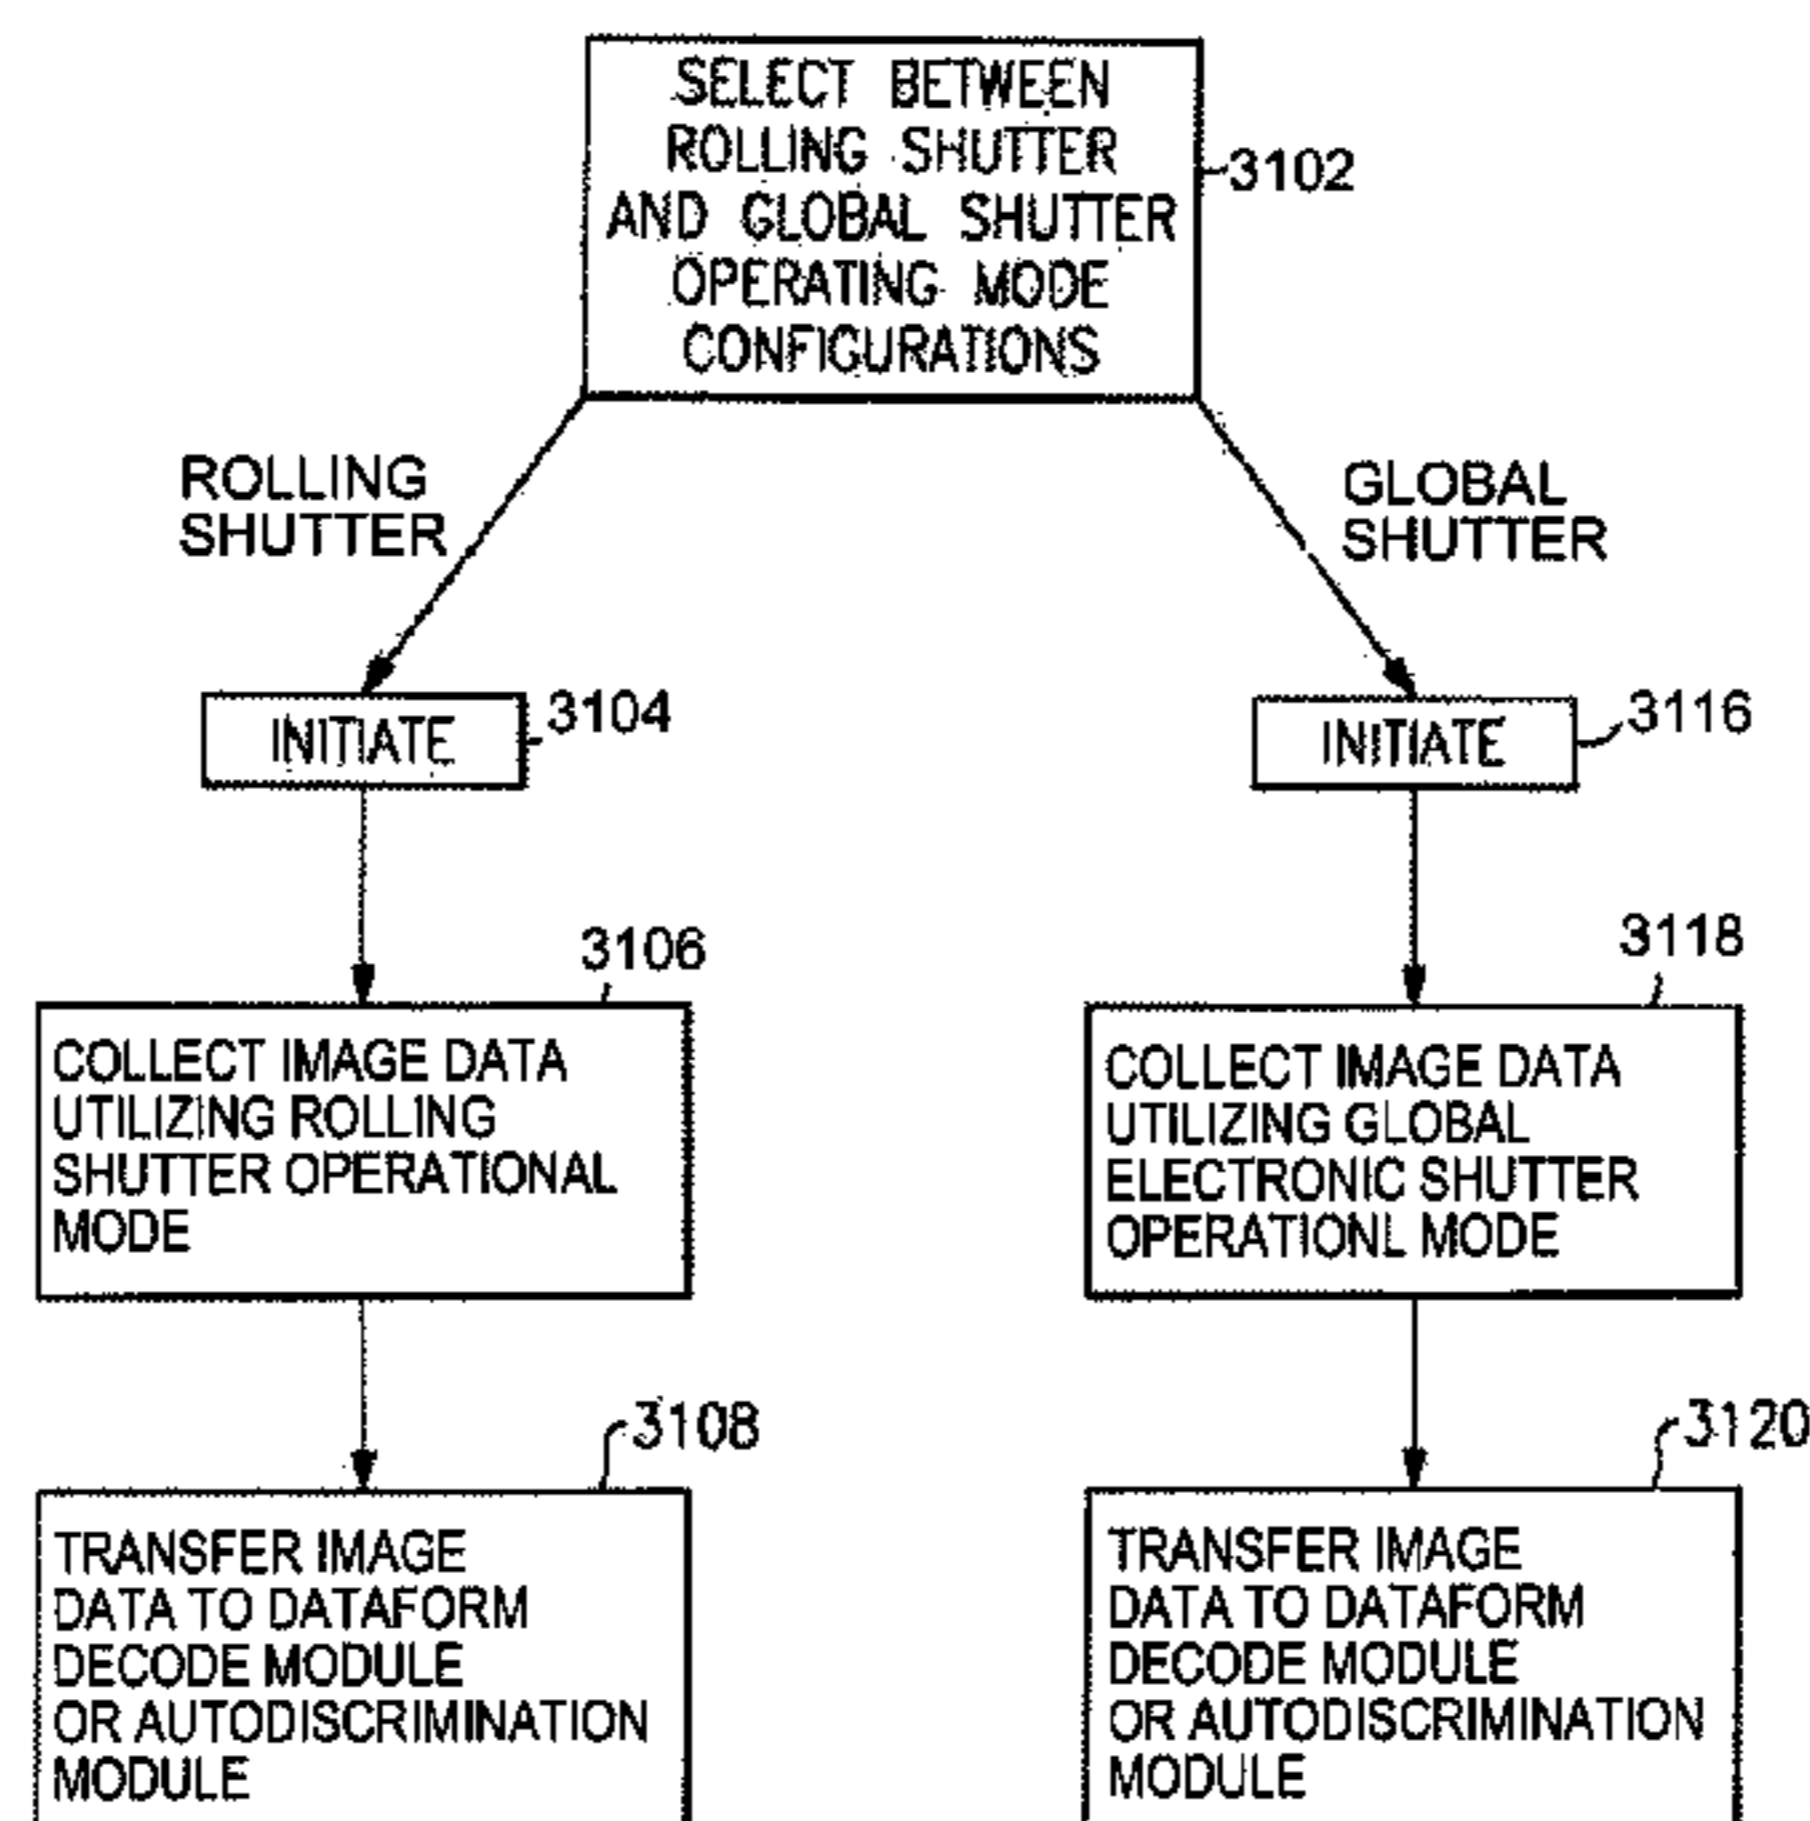 SELECT BETWEEN
ROLLING SHUTTER
AND GLOBAL SHUTTER
OPERATING MODE
CONFIGURATIONS
3102
ROLLING
SHUTTER
GLOBAL
SHUTTER
INITIATE
3104
INITIATE
3116
3106
COLLECT IMAGE DATA
UTILIZING ROLLING
SHUTTER OPERATIONAL
MODE
3118
COLLECT IMAGE DATA
UTILIZING GLOBAL
ELECTRONIC SHUTTER
OPERATIONL MODE
3108
TRANSFER IMAGE
DATA TO DATAFORM
DECODE MODULE
OR AUTODISCRIMINATION
MODULE
3120
TRANSFER IMAGE
DATA TO DATAFORM
DECODE MODULE
OR AUTODISCRIMINATION
MODULE